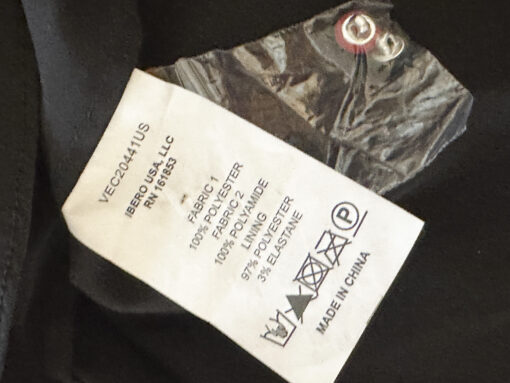 VEC20441US
IBERO USA, LLC
RN 161853
FABRIC 1
100% POLYESTER
FABRIC 2
100% POLYAMIDE
LINING
97% POLYESTER
3% ELASTANE
P
MADE IN CHINA